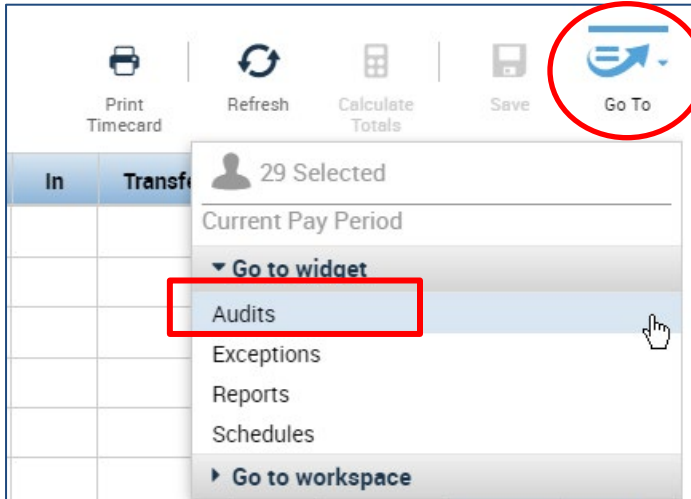 Print
Timecard
Refresh
Calculate
Totals
Save
Go To
In
Transfe
29 Selected
Current Pay Period
Go to widget
Audits
Exceptions
Reports
Schedules
Go to workspace